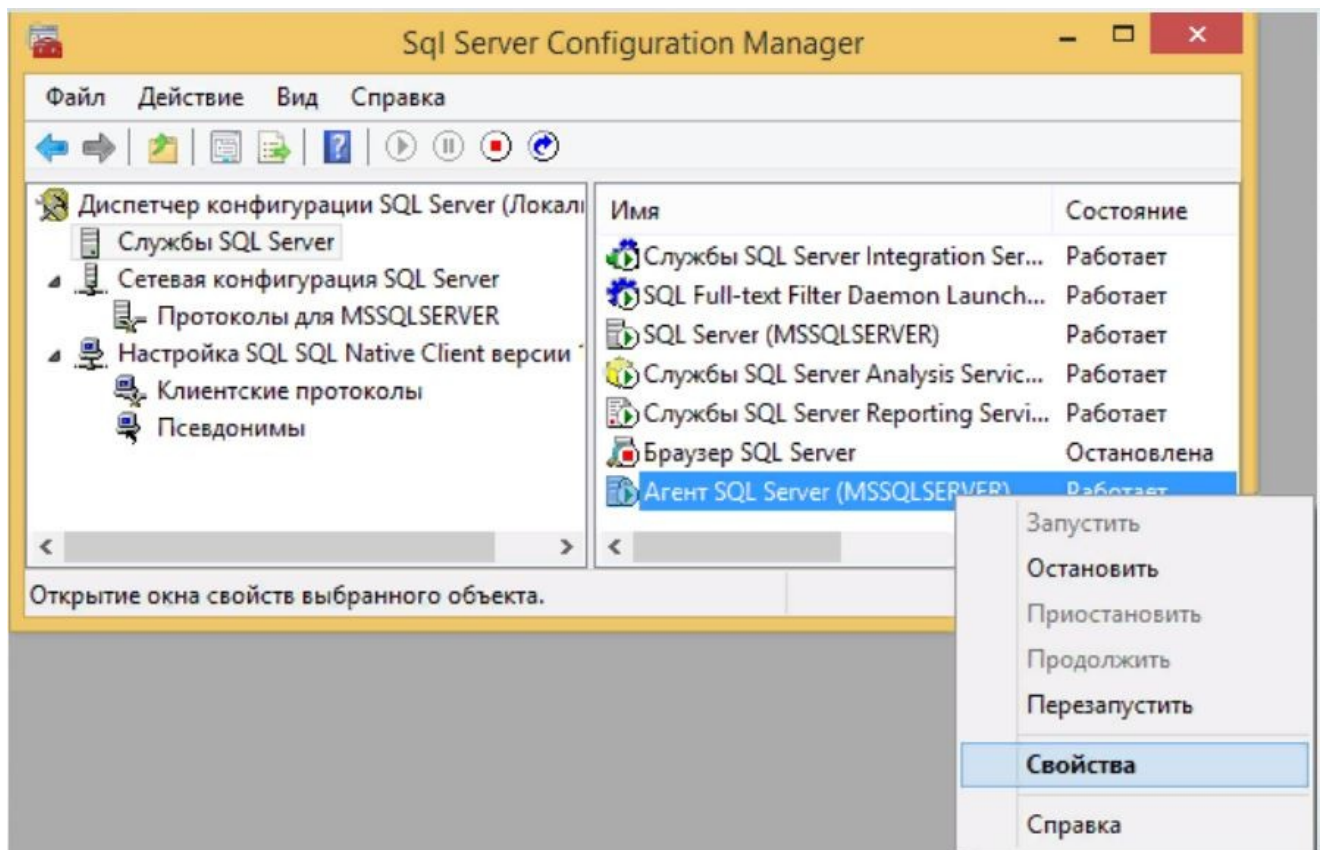 Sql Server Configuration Manager
Файл Действие Вид Справка
Диспетчер конфигурации SQL Server (Локалы
Службы SQL Server
Сетевая конфигурация SQL Server
Протоколы для MSSQLSERVER
Настройка SQL SQL Native Client версии 1
Клиентские протоколы
Псевдонимы
Имя Состояние
Службы SQL Server Integration Ser... Работает
SQL Full-text Filter Daemon Launch... Работает
SQL Server (MSSQLSERVER) Работает
Службы SQL Server Analysis Servic... Работает
Службы SQL Server Reporting Servi... Работает
Браузер SQL Server Остановлена
Агент SQL Server (MSSQLSERVER) Работает
Запустить
Остановить
Приостановить
Продолжить
Перезапустить
Свойства
Справка
Открытие окна свойств выбранного объекта.